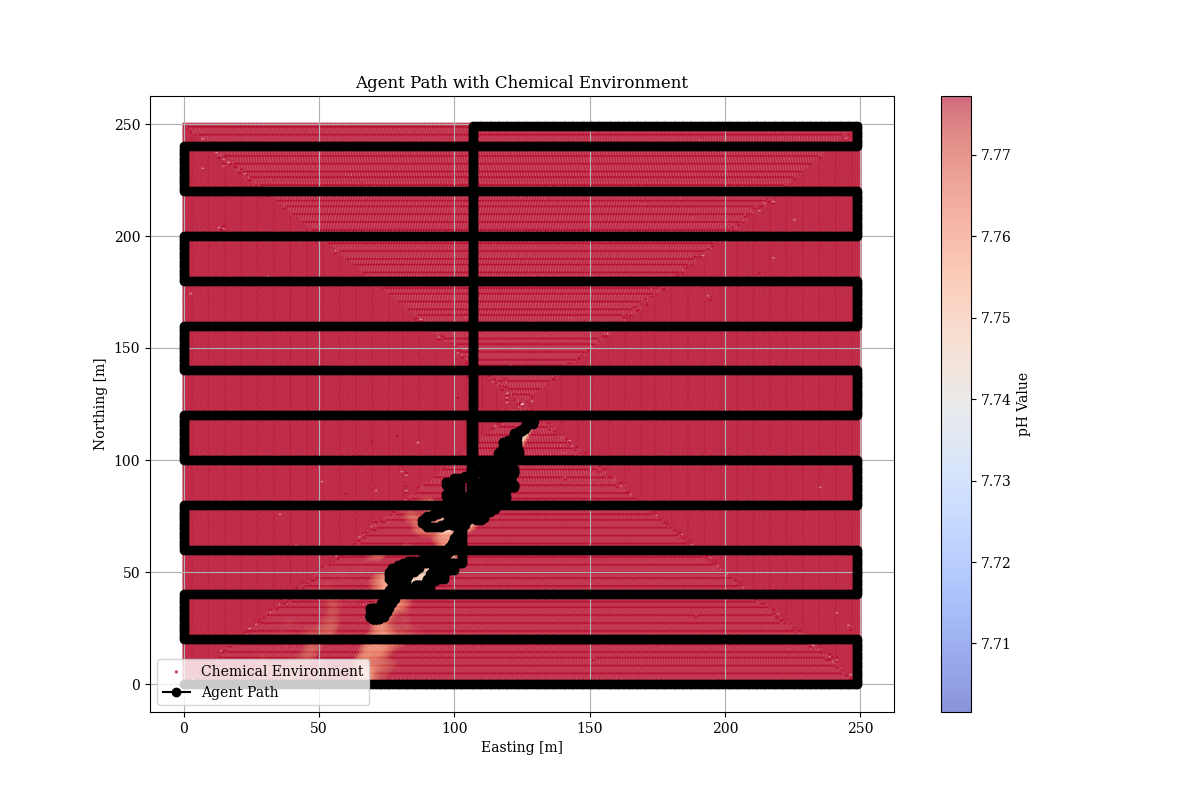 Agent Path with Chemical Environment
250
200
150
100
50
0
Northing [m]
0 50 100 150 200 250
Easting [m]
Chemical Environment
Agent Path
7.77
7.76
7.75
7.74
7.73
7.72
7.71
pH Value